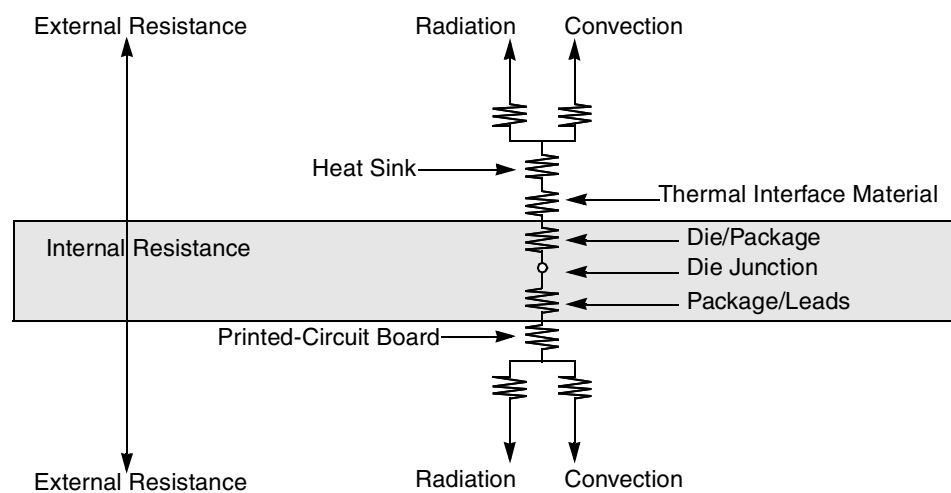 External Resistance
Radiation
Convection
Heat Sink
Thermal Interface Material
Internal Resistance
Die/Package
Die Junction
Package/Leads
Printed-Circuit Board
External Resistance
Radiation
Convection